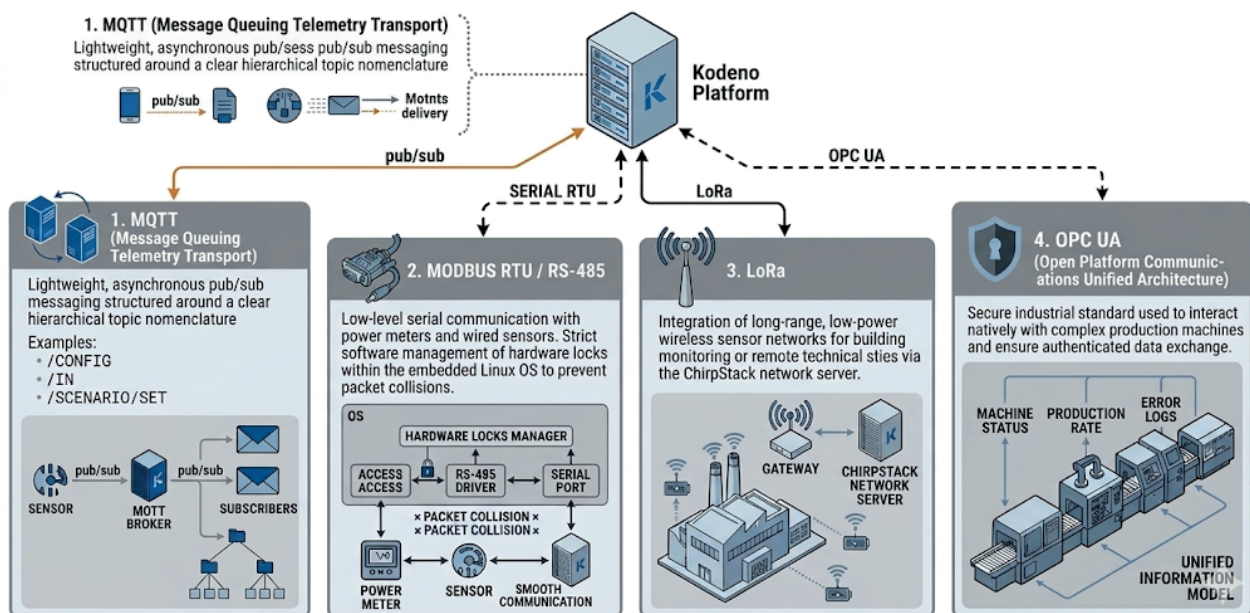 1. MQTT (Message Queuing Telemetry Transport)
Lightweight, asynchronous pub/sess pub/sub messaging
structured around a clear hierarchical topic nomenclature
pub/sub
Motnts
delivery
Kodeno
Platform
pub/sub
SERIAL RTU
LoRa
OPC UA
1. MQTT
(Message Queuing
Telemetry Transport)
Lightweight, asynchronous pub/sub
messaging structured around a clear
hierarchical topic nomenclature
Examples:
• /CONFIG
• /IN
• /SCENARIO/SET
pub/sub
pub/sub
SENSOR
MOTT
BROKER
SUBSCRIBERS
2. MODBUS RTU / RS-485
Low-level serial communication with
power meters and wired sensors. Strict
software management of hardware locks
within the embedded Linux OS to prevent
packet collisions.
OS
HARDWARE LOCKS MANAGER
ACCESS
ACCESS
RS-495
DRIVER
SERIAL
PORT
× PACKET COLLISION ×
× PACKET COLLISION ×
POWER
METER
SENSOR
SMOOTH
COMMUNICATION
3. LoRa
Integration of long-range, low-power
wireless sensor networks for building
monitoring or remote technical sties via
the ChirpStack network server.
GATEWAY
CHIRPSTACK
NETWORK
SERVER
4. OPC UA
(Open Platform Communic-
ations Unified Architecture)
Secure industrial standard used to interact
natively with complex production machines
and ensure authenticated data exchange.
MACHINE
STATUS
PRODUCTION
RATE
ERROR
LOGS
UNIFIED
INFORMATION
MODEL